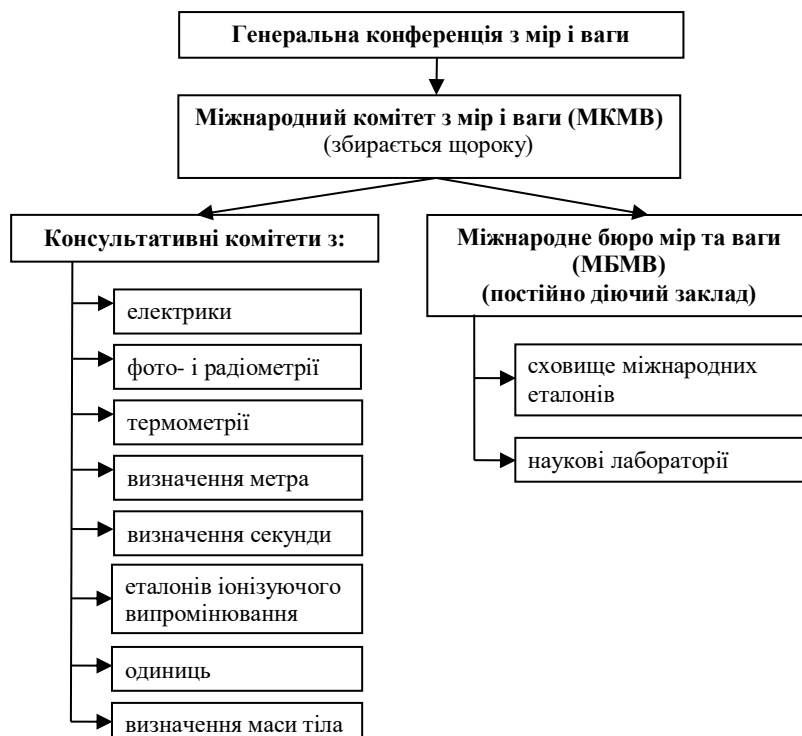 Генеральна конференція з мір і ваги
Міжнародний комітет з мір і ваги (МКМВ)
(збирається щороку)
Консультативні комітети з:
електрики
фото- і радіометрії
термометрії
визначення метра
визначення секунди
еталонів іонізуючого
випромінювання
одиниць
визначення маси тіла
Міжнародне бюро мір та ваги
(МБМВ)
(постійно діючий заклад)
сховище міжнародних
еталонів
наукові лабораторії